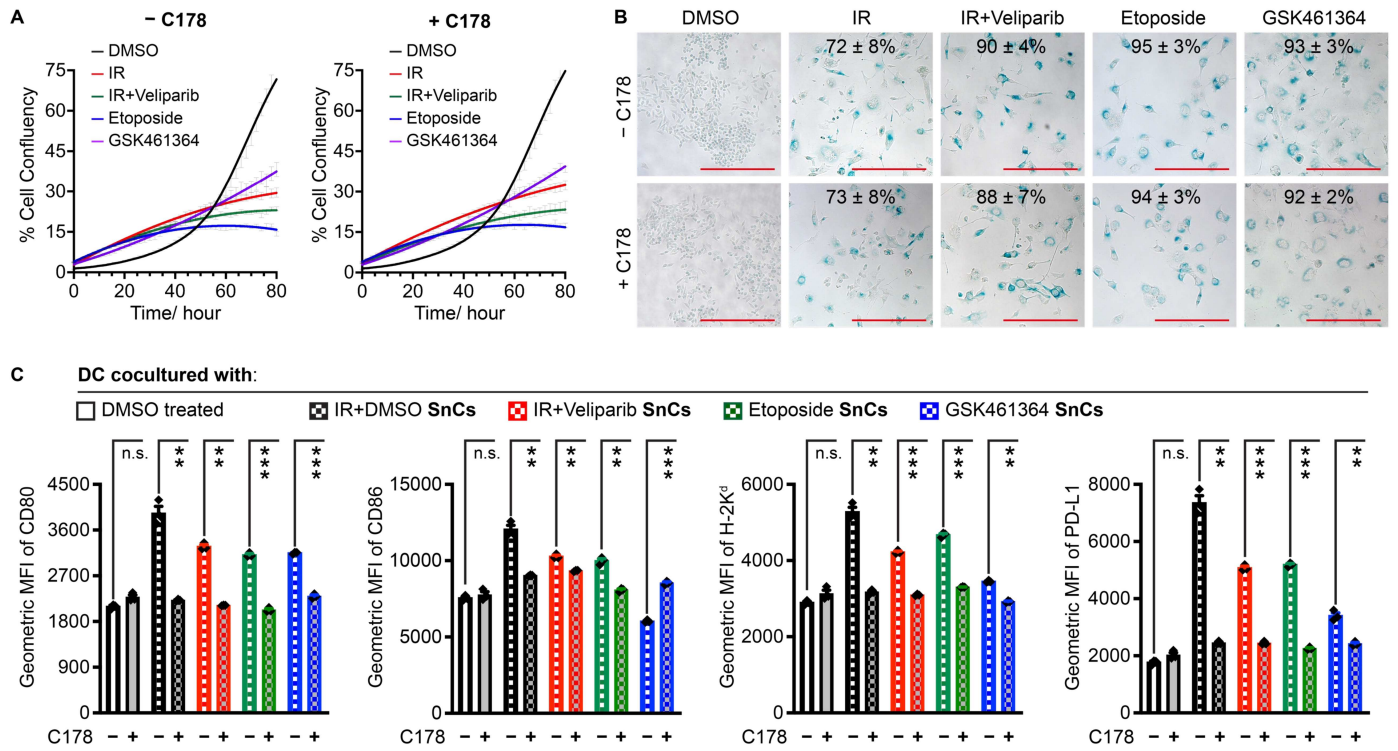 A
− C178
+ C178
DMSO
IR
IR+Veliparib
Etoposide
GSK461364
DMSO
IR
IR+Veliparib
Etoposide
GSK461364
% Cell Confluency
75
60
45
30
15
0
0 20 40 60 80
Time/ hour
% Cell Confluency
75
60
45
30
15
0
0 20 40 60 80
Time/ hour
B
DMSO IR IR+Veliparib Etoposide GSK461364
− C178
72 ± 8% 90 ± 4% 95 ± 3% 93 ± 3%
+ C178
73 ± 8% 88 ± 7% 94 ± 3% 92 ± 2%
C
DC cocultured with:
DMSO treated IR+DMSO SnCs IR+Veliparib SnCs Etoposide SnCs GSK461364 SnCs
n.s. ** ** *** ***
Geometric MFI of CD80
4500
3600
2700
1800
900
0
C178 − + − + − + − + − +
n.s. ** ** ** ***
Geometric MFI of CD86
15000
10000
5000
0
− + − + − + − + − +
n.s. ** *** *** **
Geometric MFI of H-2Kᵈ
6000
4000
2000
0
C178 − + − + − + − + − +
n.s. ** *** *** **
Geometric MFI of PD-L1
8000
6000
4000
2000
0
C178 − + − + − + − + − +